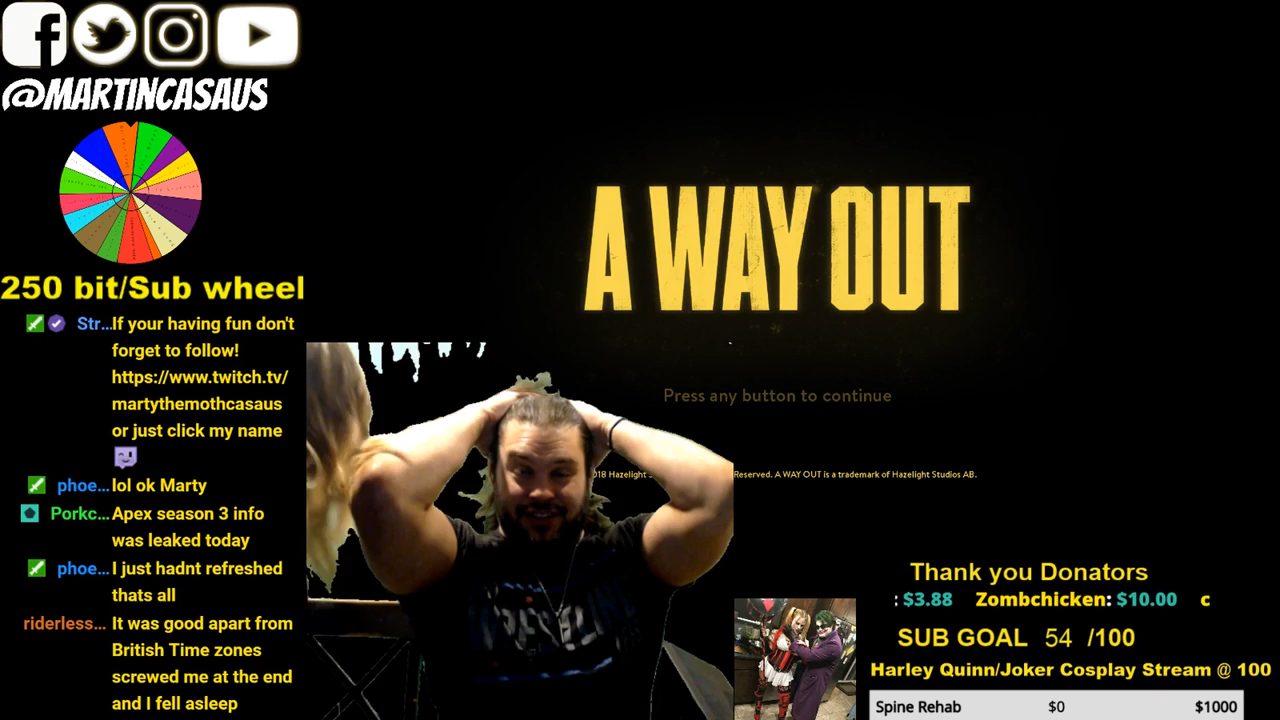 @MARTINCASAUS
250 bit/Sub wheel
Str... If your having fun don't
forget to follow!
https://www.twitch.tv/
martythemothcasaus
or just click my name
phoe... lol ok Marty
Porkc... Apex season 3 info
was leaked today
phoe... I just hadnt refreshed
thats all
riderless... It was good apart from
British Time zones
screwed me at the end
and I fell asleep
A WAY OUT
Press any button to continue
018 Hazelight Reserved. A WAY OUT is a trademark of Hazelight Studios AB.
Thank you Donators
: $3.88 Zombchicken: $10.00 c
SUB GOAL 54 /100
Harley Quinn/Joker Cosplay Stream @ 100
Spine Rehab $0 $1000